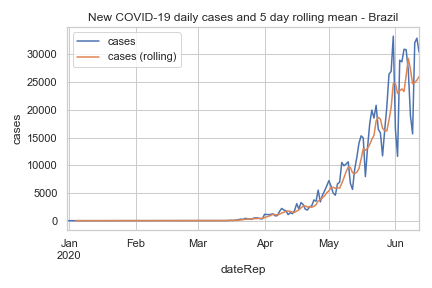 New COVID-19 daily cases and 5 day rolling mean - Brazil
cases
cases (rolling)
30000
25000
20000
15000
10000
5000
0
cases
Jan Feb Mar Apr May Jun
2020
dateRep